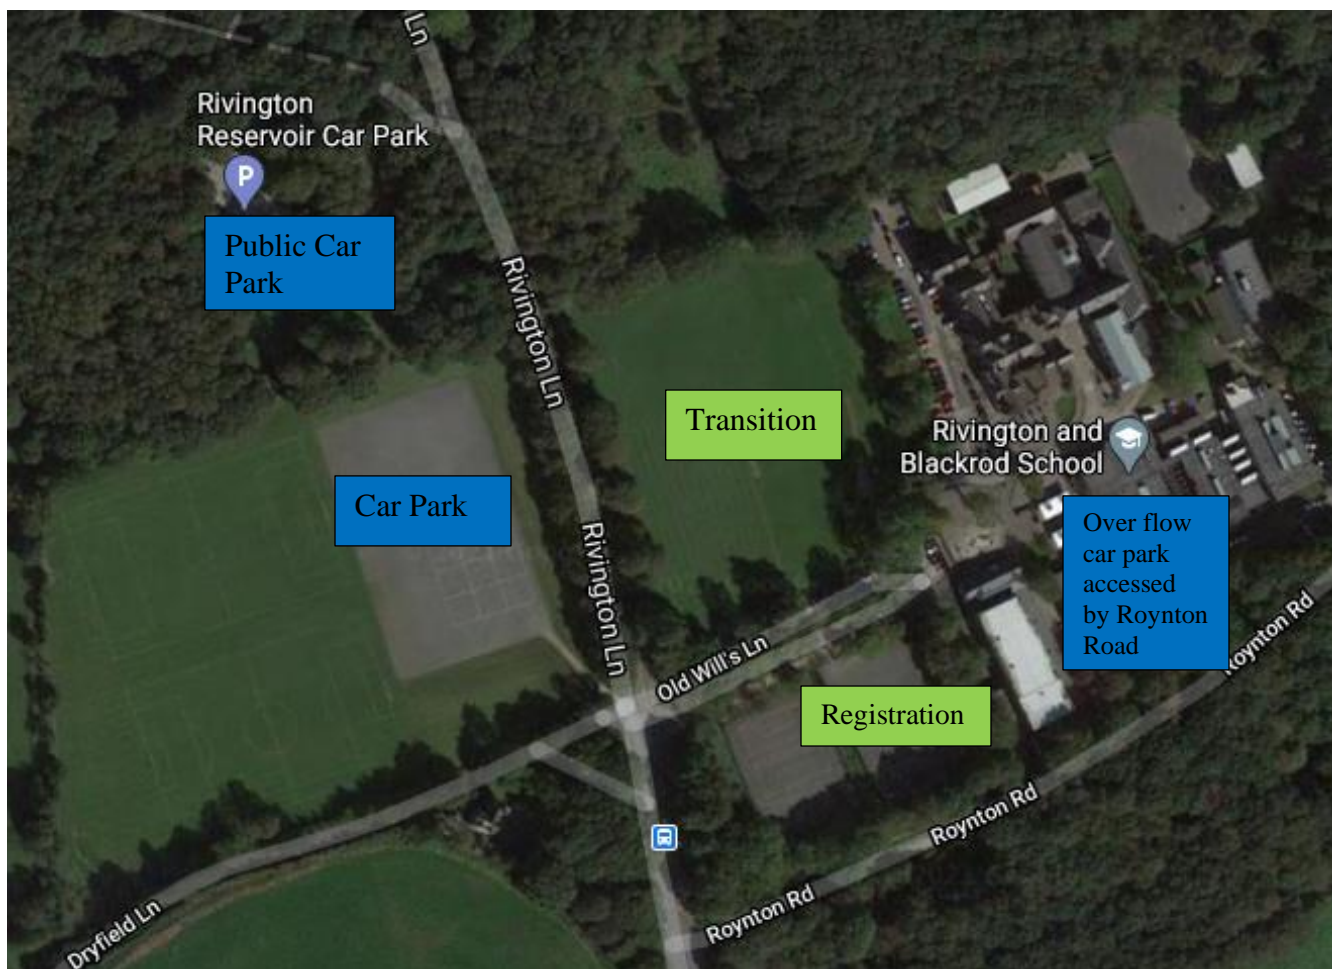 Ln
Rivington
Reservoir Car Park
P
Public Car
Park
Rivington Ln
Transition
Rivington and
Blackrod School
Car Park
Over flow
car park
accessed
by Roynton
Road
Rivington Ln
Old Will's Ln
Roynton Rd
Registration
Roynton Rd
Roynton Rd
Dryfield Ln